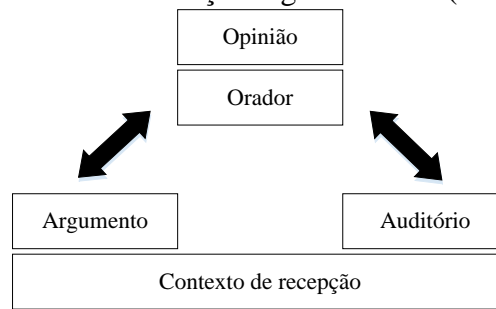 Opinião
Orador
Argumento
Auditório
Contexto de recepção